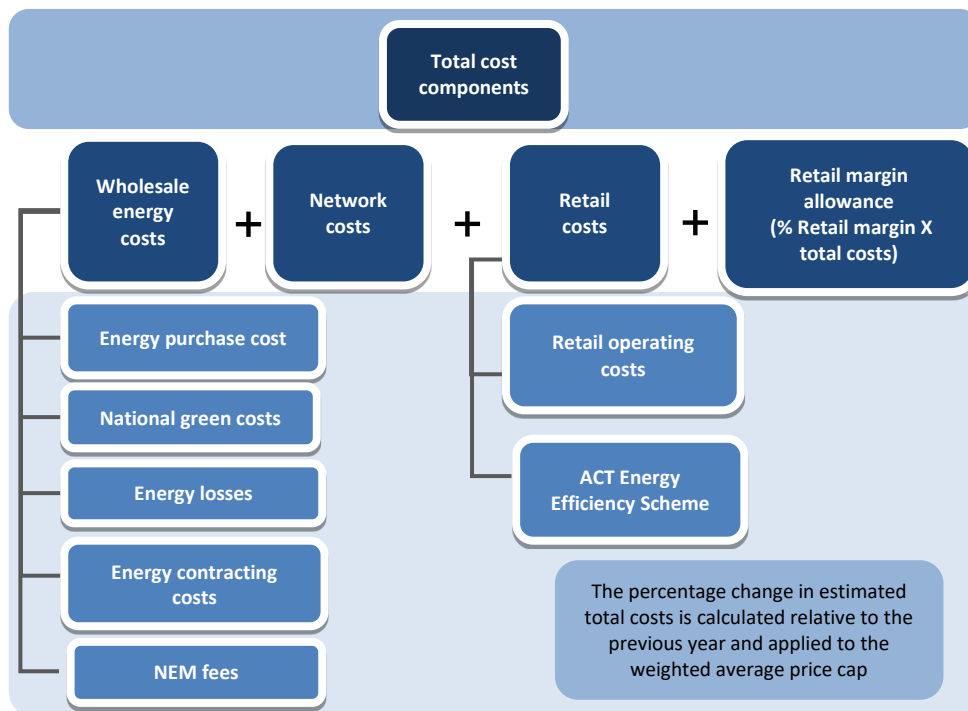 Total cost
components
Wholesale
energy
costs
+
Network
costs
+
Retail
costs
+
Retail margin
allowance
(% Retail margin X
total costs)
Energy purchase cost
National green costs
Energy losses
Energy contracting
costs
NEM fees
Retail operating
costs
ACT Energy
Efficiency Scheme
The percentage change in estimated
total costs is calculated relative to the
previous year and applied to the
weighted average price cap